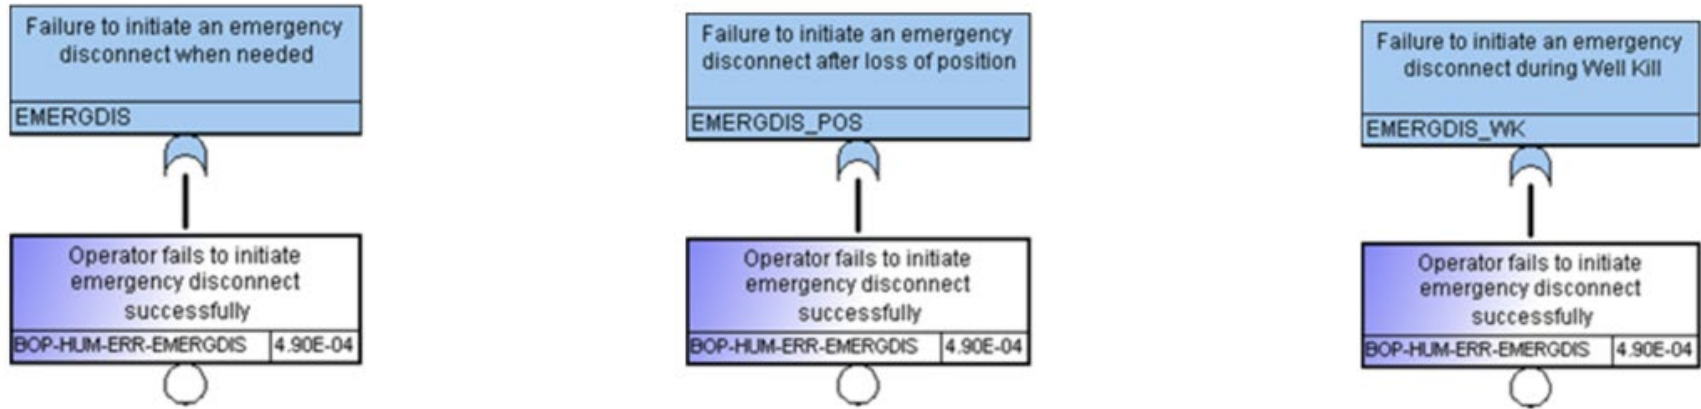 Failure to initiate an emergency
disconnect when needed
EMERGDIS
Operator fails to initiate
emergency disconnect
successfully
BOP-HUM-ERR-EMERGDIS 4.90E-04
Failure to initiate an emergency
disconnect after loss of position
EMERGDIS_POS
Operator fails to initiate
emergency disconnect
successfully
BOP-HUM-ERR-EMERGDIS 4.90E-04
Failure to initiate an emergency
disconnect during Well Kill
EMERGDIS_WK
Operator fails to initiate
emergency disconnect
successfully
BOP-HUM-ERR-EMERGDIS 4.90E-04